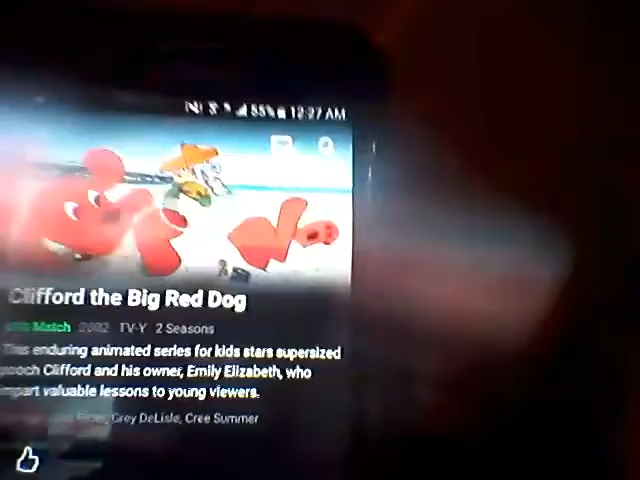 55% 12:27 AM
Clifford the Big Red Dog
Match 2002 TV-Y 2 Seasons
This enduring animated series for kids stars supersized
pooch Clifford and his owner, Emily Elizabeth, who
impart valuable lessons to young viewers.
Grey DeLisle, Cree Summer